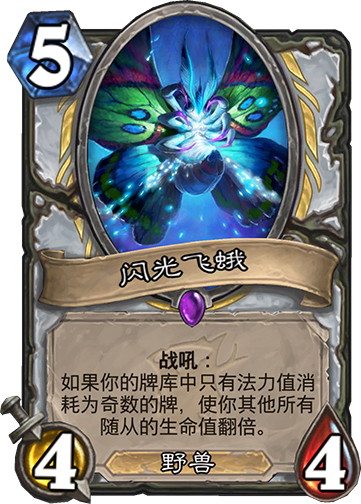 5
闪光飞蛾
战吼：
如果你的牌库中只有法力值消
耗为奇数的牌，使你其他所有
随从的生命值翻倍。
4
野兽
4